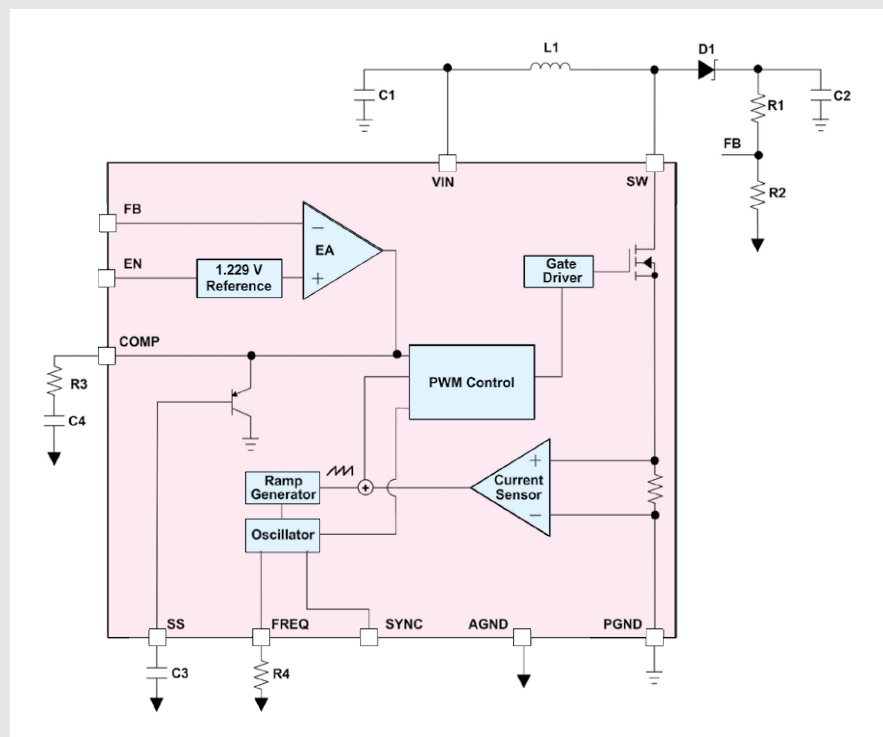 L1
D1
C1
R1
C2
FB
R2
VIN
SW
FB
EA
EN
1.229 V
Reference
Gate
Driver
COMP
R3
PWM Control
C4
Ramp
Generator
Current
Sensor
Oscillator
SS
FREQ
SYNC
AGND
PGND
C3
R4